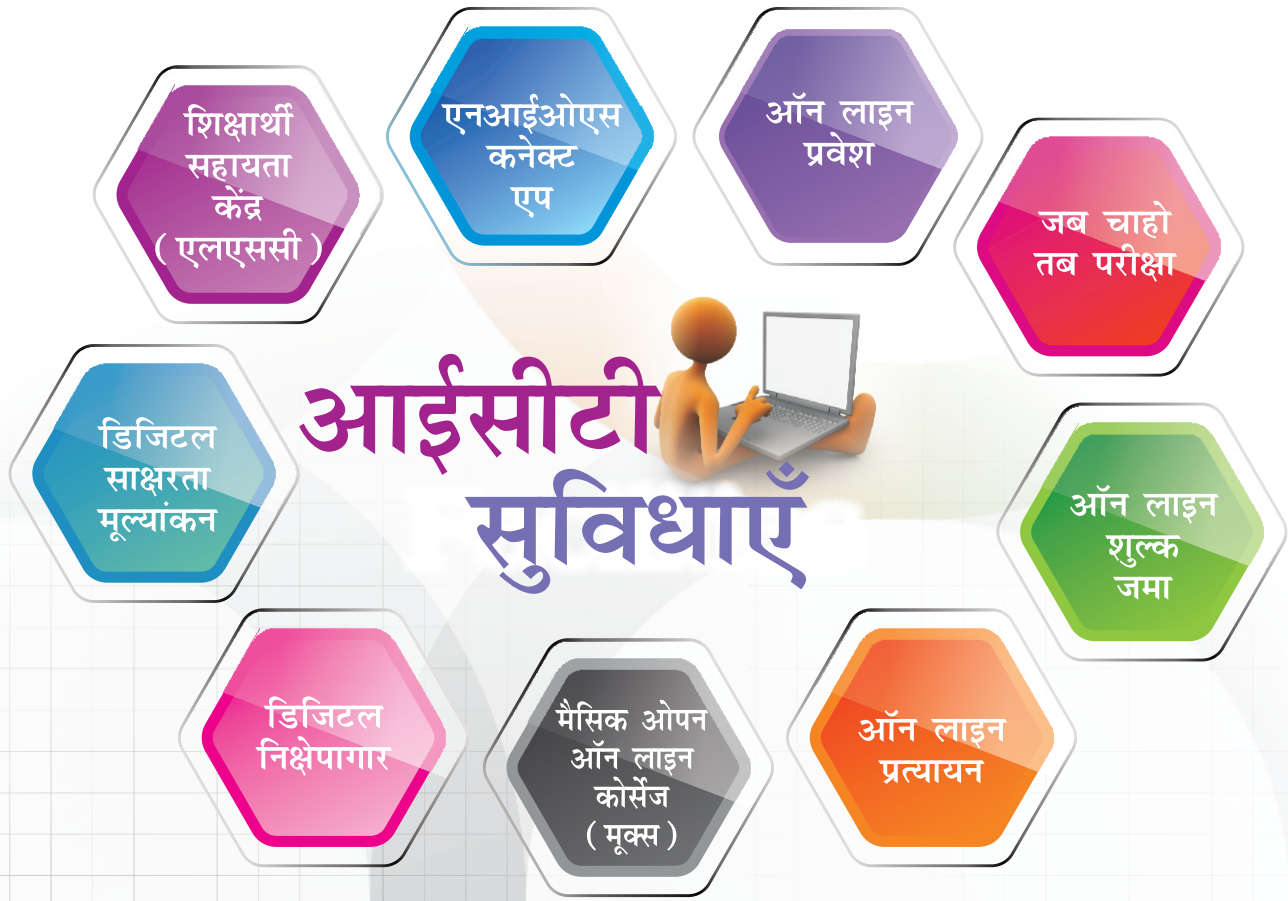 शिक्षार्थी
सहायता
केंद्र
( एलएससी )
एनआईओएस
कनेक्ट
एप
ऑन लाइन
प्रवेश
जब चाहो
तब परीक्षा
आईसीटी
सुविधाएँ
डिजिटल
साक्षरता
मूल्यांकन
ऑन लाइन
शुल्क
जमा
डिजिटल
निक्षेपागार
मैसिक ओपन
ऑन लाइन
कोर्सेज
( मूक्स )
ऑन लाइन
प्रत्यायन